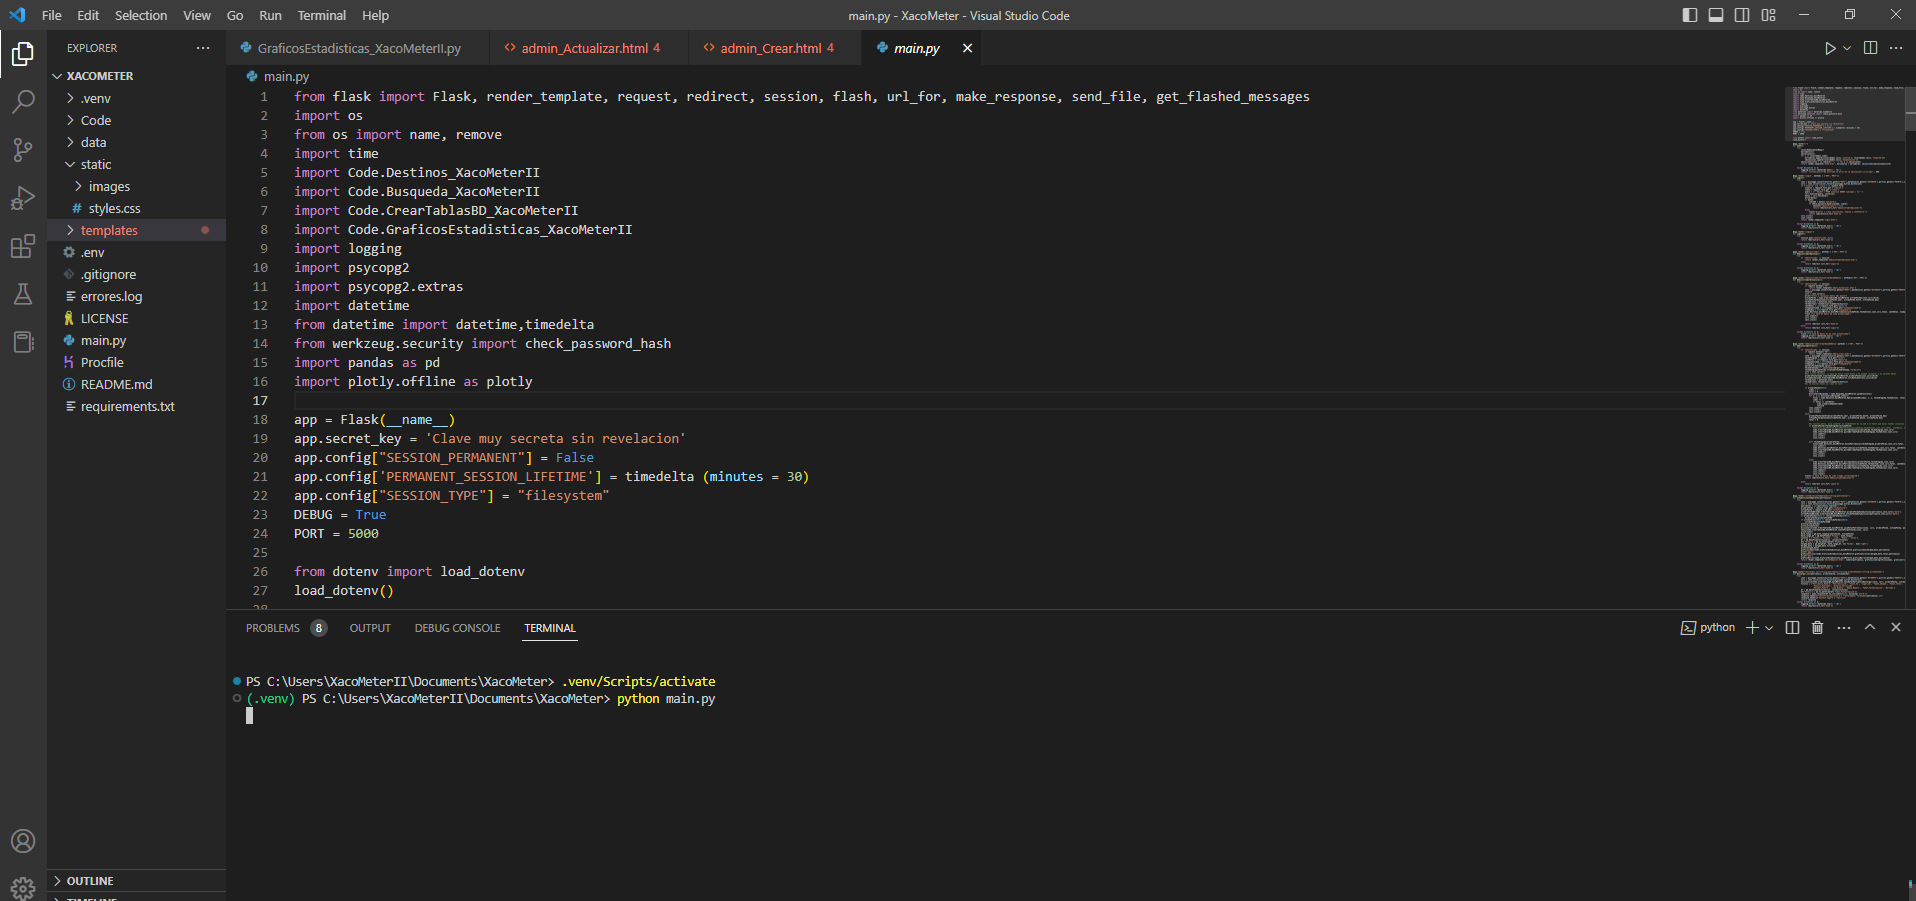 File Edit Selection View Go Run Terminal Help
main.py - XacoMeter - Visual Studio Code
EXPLORER
XACOMETER
.venv
Code
data
static
images
# styles.css
templates
.env
.gitignore
errores.log
LICENSE
main.py
Procfile
README.md
requirements.txt
OUTLINE
TIMELINE
GraficosEstadisticas_XacoMeterII.py
admin_Actualizar.html 4
admin_Crear.html 4
main.py
main.py
1 from flask import Flask, render_template, request, redirect, session, flash, url_for, make_response, send_file, get_flashed_messages
2 import os
3 from os import name, remove
4 import time
5 import Code.Destinos_XacoMeterII
6 import Code.Busqueda_XacoMeterII
7 import Code.CrearTablasBD_XacoMeterII
8 import Code.GraficosEstadisticas_XacoMeterII
9 import logging
10 import psycopg2
11 import psycopg2.extras
12 import datetime
13 from datetime import datetime,timedelta
14 from werkzeug.security import check_password_hash
15 import pandas as pd
16 import plotly.offline as plotly
17
18 app = Flask(__name__)
19 app.secret_key = 'Clave muy secreta sin revelacion'
20 app.config["SESSION_PERMANENT"] = False
21 app.config['PERMANENT_SESSION_LIFETIME'] = timedelta (minutes = 30)
22 app.config["SESSION_TYPE"] = "filesystem"
23 DEBUG = True
24 PORT = 5000
25
26 from dotenv import load_dotenv
27 load_dotenv()
28
PROBLEMS 8 OUTPUT DEBUG CONSOLE TERMINAL
python
PS C:\Users\XacoMeterII\Documents\XacoMeter> .venv/Scripts/activate
(.venv) PS C:\Users\XacoMeterII\Documents\XacoMeter> python main.py